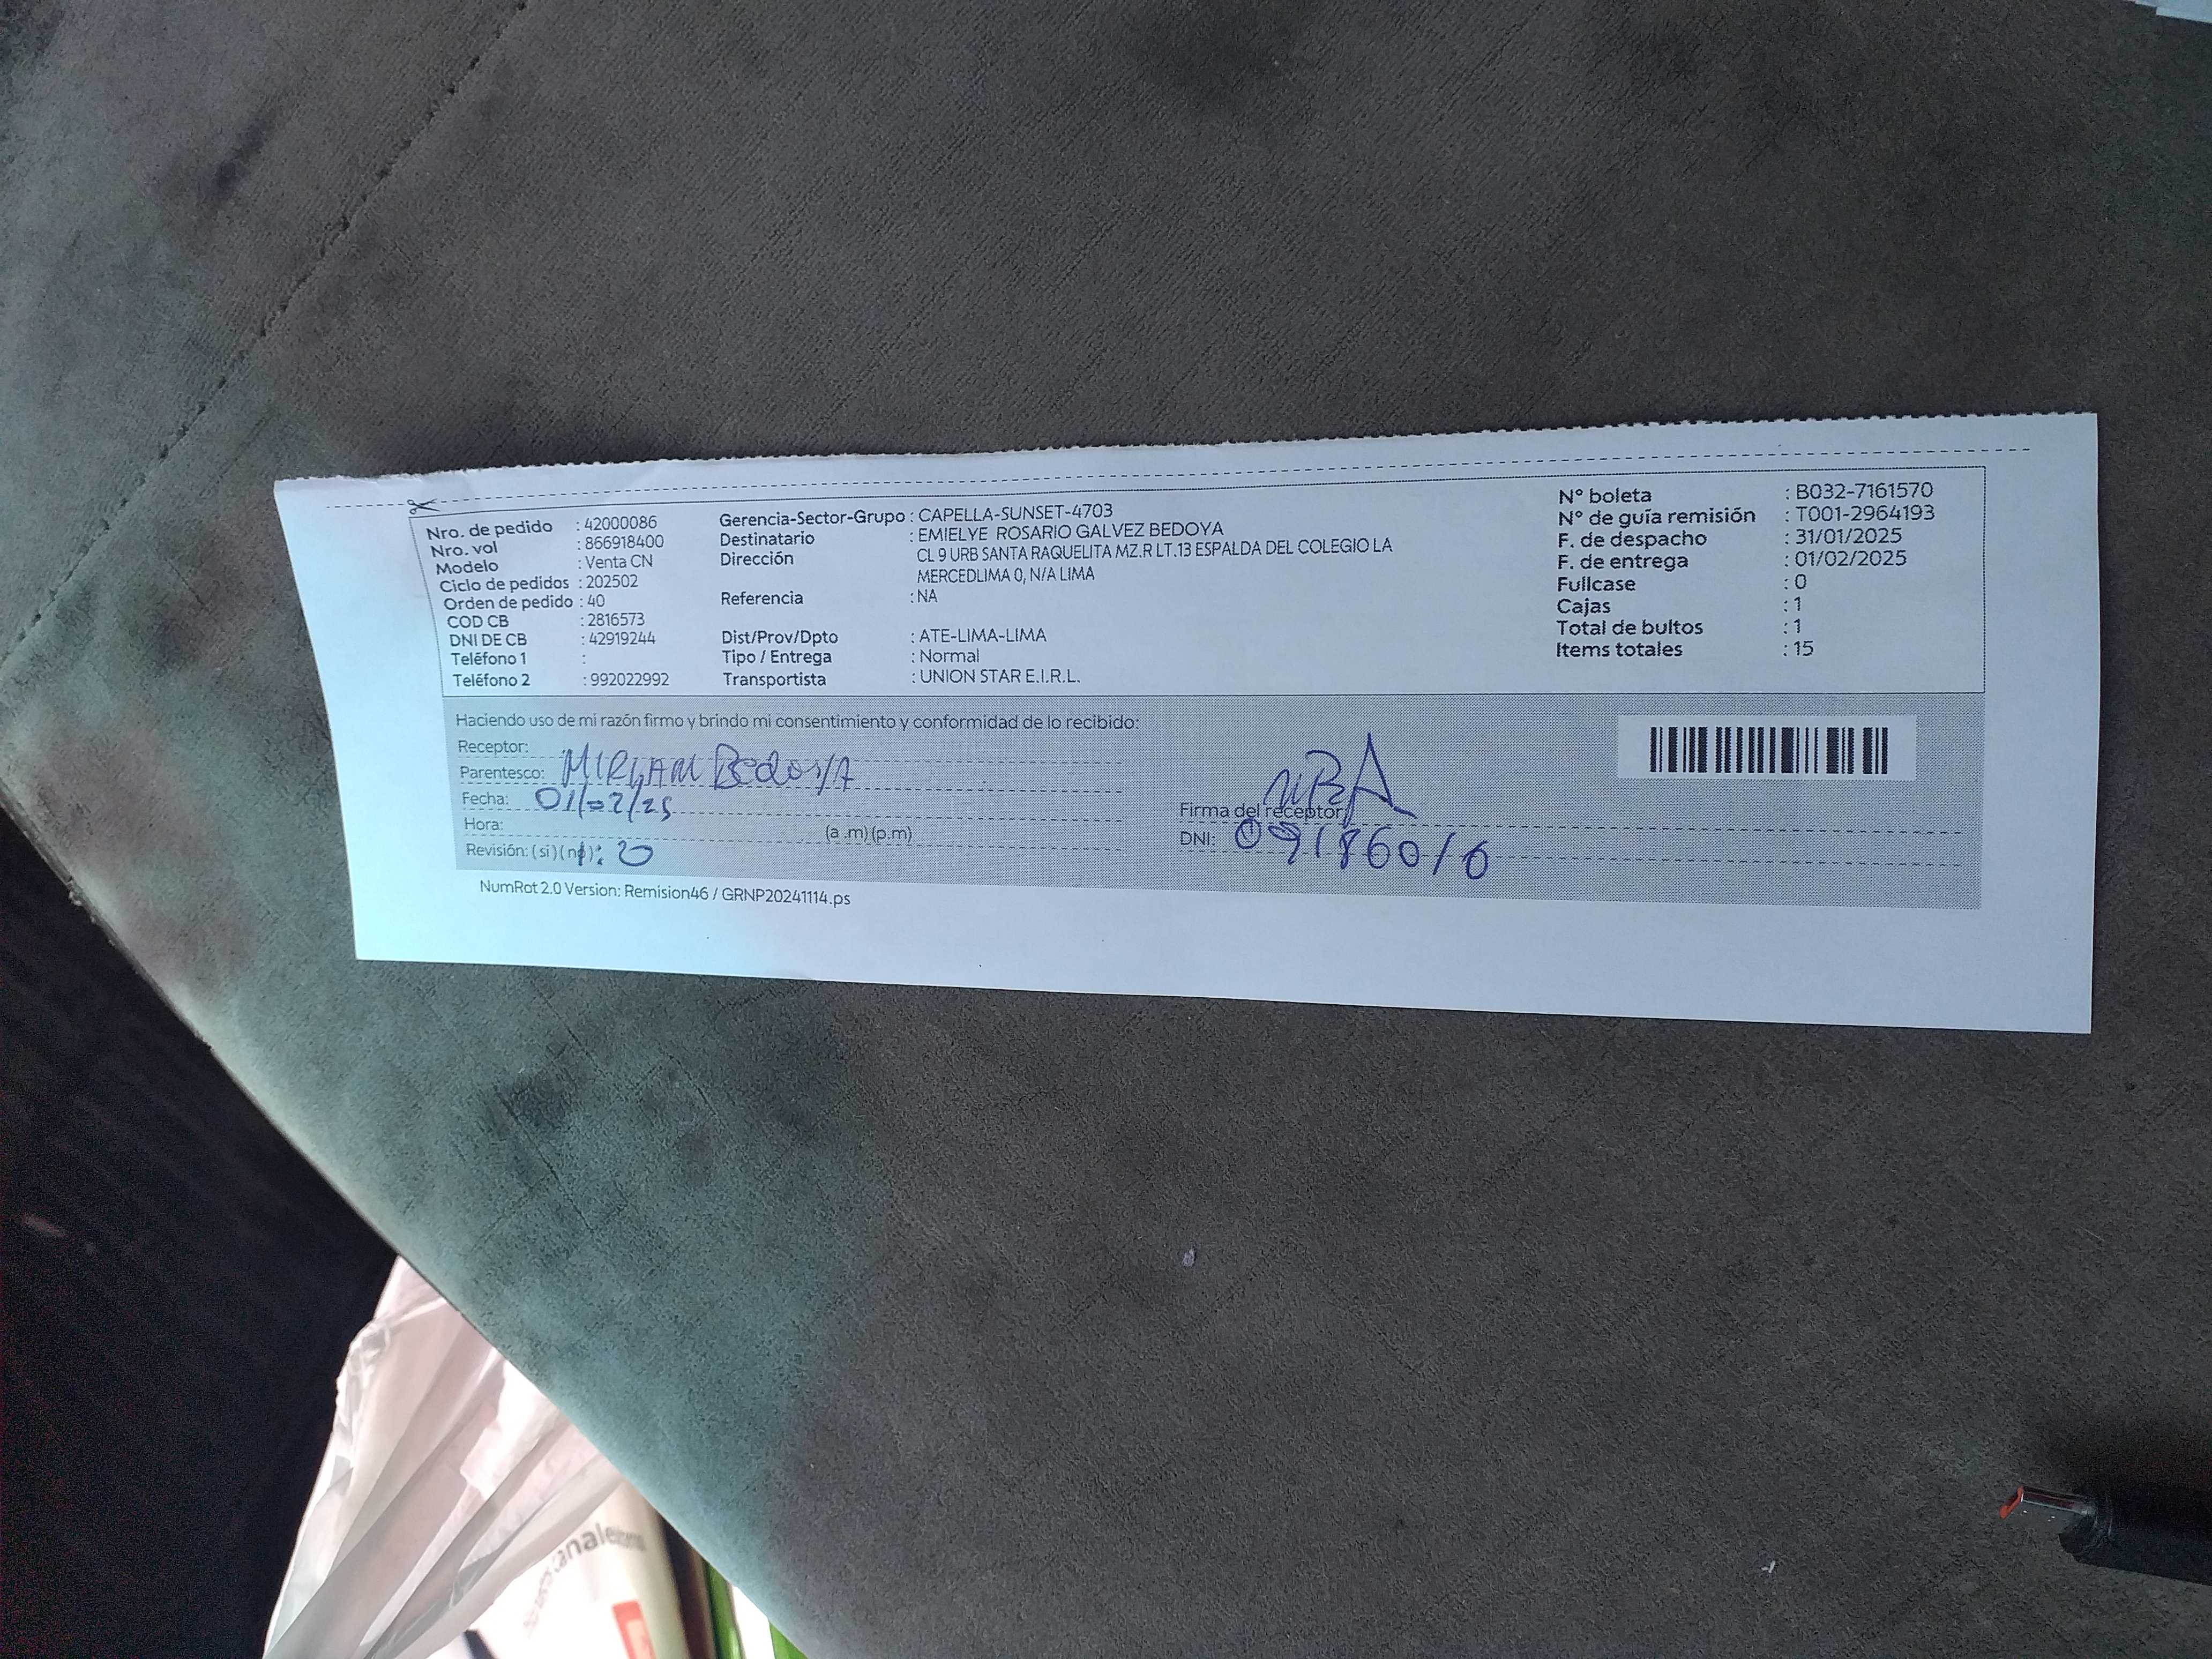 Nro. de pedido : 42000086
Nro. vol : 866918400
Modelo : Venta CN
Ciclo de pedidos : 202502
Orden de pedido : 40
COD CB : 2816573
DNI DE CB : 42919244
Teléfono 1 :
Teléfono 2 : 992022992
Gerencia-Sector-Grupo : CAPELLA-SUNSET-4703
Destinatario : EMIELYE ROSARIO GALVEZ BEDOYA
Dirección CL 9 URB SANTA RAQUELITA MZ.R LT.13 ESPALDA DEL COLEGIO LA
MERCEDLIMA 0, N/A LIMA
Referencia : NA
Dist/Prov/Dpto : ATE-LIMA-LIMA
Tipo / Entrega : Normal
Transportista : UNION STAR E.I.R.L.
N° boleta : B032-7161570
N° de guía remisión : T001-2964193
F. de despacho : 31/01/2025
F. de entrega : 01/02/2025
Fullcase : 0
Cajas : 1
Total de bultos : 1
Items totales : 15
Haciendo uso de mi razón firmo y brindo mi consentimiento y conformidad de lo recibido:
Receptor:
Parentesco: MIRYAM BEDOYA
Fecha: 01/02/25
Hora: (a .m) (p.m)
Revisión: ( si ) ( no ) : 20
Firma del receptor
DNI: 09186016
NumRot 2.0 Version: Remision46 / GRNP20241114.ps